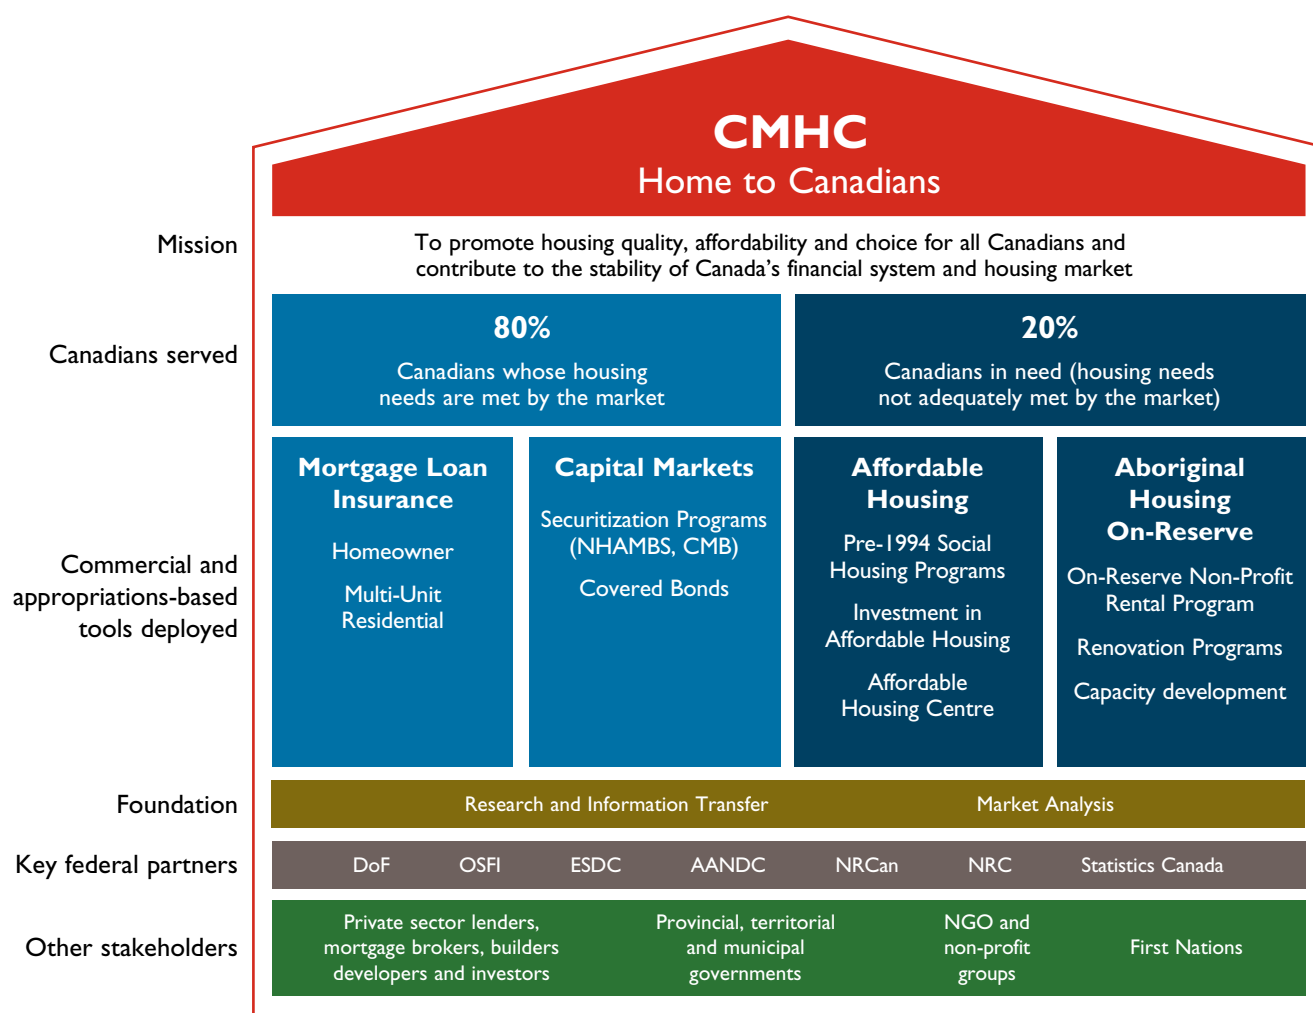 CMHC
Home to Canadians
Mission
To promote housing quality, affordability and choice for all Canadians and
contribute to the stability of Canada's financial system and housing market
Canadians served
80%
Canadians whose housing
needs are met by the market
20%
Canadians in need (housing needs
not adequately met by the market)
Commercial and
appropriations-based
tools deployed
Mortgage Loan
Insurance
Homeowner
Multi-Unit
Residential
Capital Markets
Securitization Programs
(NHAMBS, CMB)
Covered Bonds
Affordable
Housing
Pre-1994 Social
Housing Programs
Investment in
Affordable Housing
Affordable
Housing Centre
Aboriginal
Housing
On-Reserve
On-Reserve Non-Profit
Rental Program
Renovation Programs
Capacity development
Foundation
Research and Information Transfer
Market Analysis
Key federal partners
DoF
OSFI
ESDC
AANDC
NRCan
NRC
Statistics Canada
Other stakeholders
Private sector lenders,
mortgage brokers, builders
developers and investors
Provincial, territorial
and municipal
governments
NGO and
non-profit
groups
First Nations